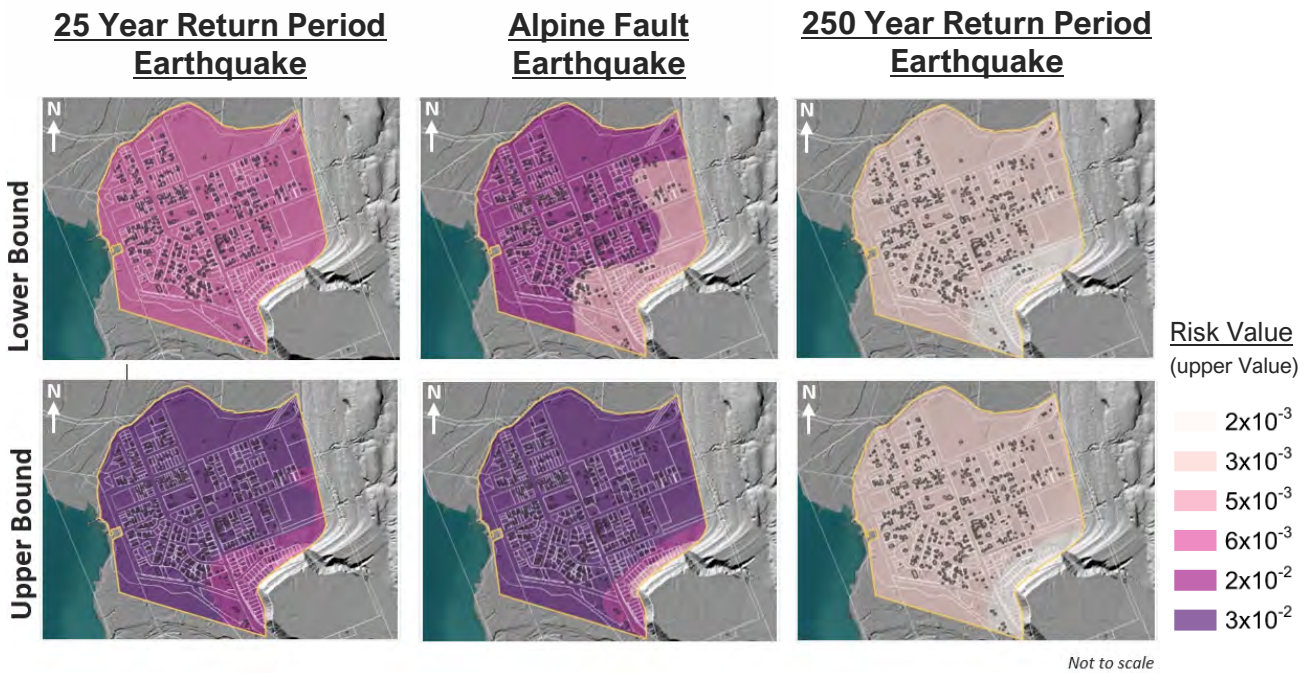 25 Year Return Period
Earthquake
Alpine Fault
Earthquake
250 Year Return Period
Earthquake
Lower Bound
N
N
N
Upper Bound
N
N
N
Risk Value
(upper Value)
2x10⁻³
3x10⁻³
5x10⁻³
6x10⁻³
2x10⁻²
3x10⁻²
Not to scale